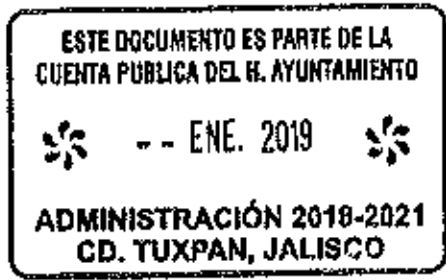 ESTE DOCUMENTO ES PARTE DE LA
CUENTA PUBLICA DEL H. AYUNTAMIENTO
-- ENE. 2019
ADMINISTRACIÓN 2018-2021
CD. TUXPAN, JALISCO